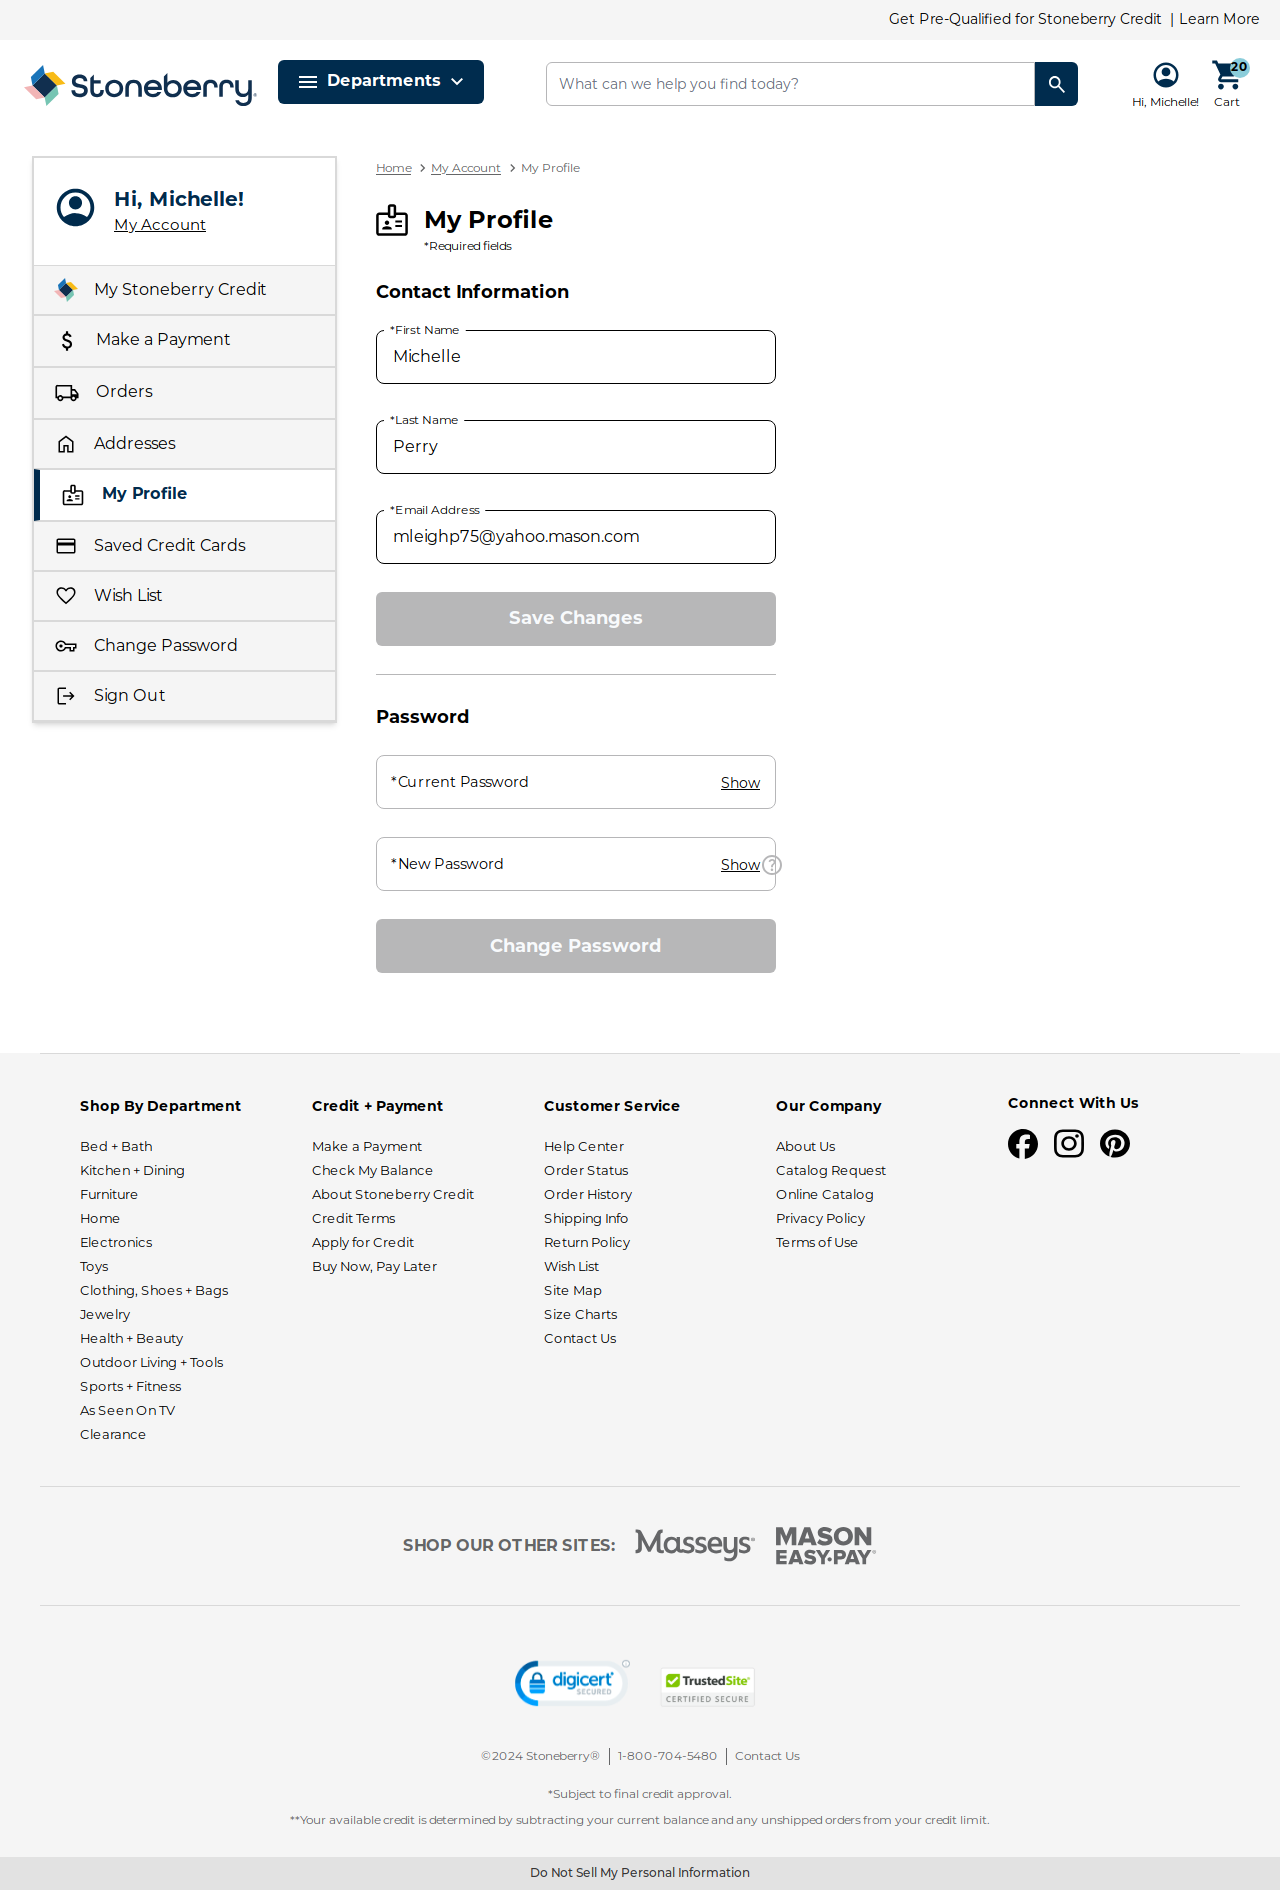 Get Pre-Qualified for Stoneberry Credit | Learn More
Stoneberry®
Departments
What can we help you find today?
Hi, Michelle!
20
Cart
Hi, Michelle!
My Account
My Stoneberry Credit
Make a Payment
Orders
Addresses
My Profile
Saved Credit Cards
Wish List
Change Password
Sign Out
Home > My Account > My Profile
My Profile
*Required fields
Contact Information
*First Name
Michelle
*Last Name
Perry
*Email Address
mleighp75@yahoo.mason.com
Save Changes
Password
*Current Password Show
*New Password Show ?
Change Password
Shop By Department
Bed + Bath
Kitchen + Dining
Furniture
Home
Electronics
Toys
Clothing, Shoes + Bags
Jewelry
Health + Beauty
Outdoor Living + Tools
Sports + Fitness
As Seen On TV
Clearance
Credit + Payment
Make a Payment
Check My Balance
About Stoneberry Credit
Credit Terms
Apply for Credit
Buy Now, Pay Later
Customer Service
Help Center
Order Status
Order History
Shipping Info
Return Policy
Wish List
Site Map
Size Charts
Contact Us
Our Company
About Us
Catalog Request
Online Catalog
Privacy Policy
Terms of Use
Connect With Us
SHOP OUR OTHER SITES:
Masseys®
MASON
EASY•PAY®
digicert
SECURED
TrustedSite
CERTIFIED SECURE
©2024 Stoneberry® | 1-800-704-5480 | Contact Us
*Subject to final credit approval.
**Your available credit is determined by subtracting your current balance and any unshipped orders from your credit limit.
Do Not Sell My Personal Information